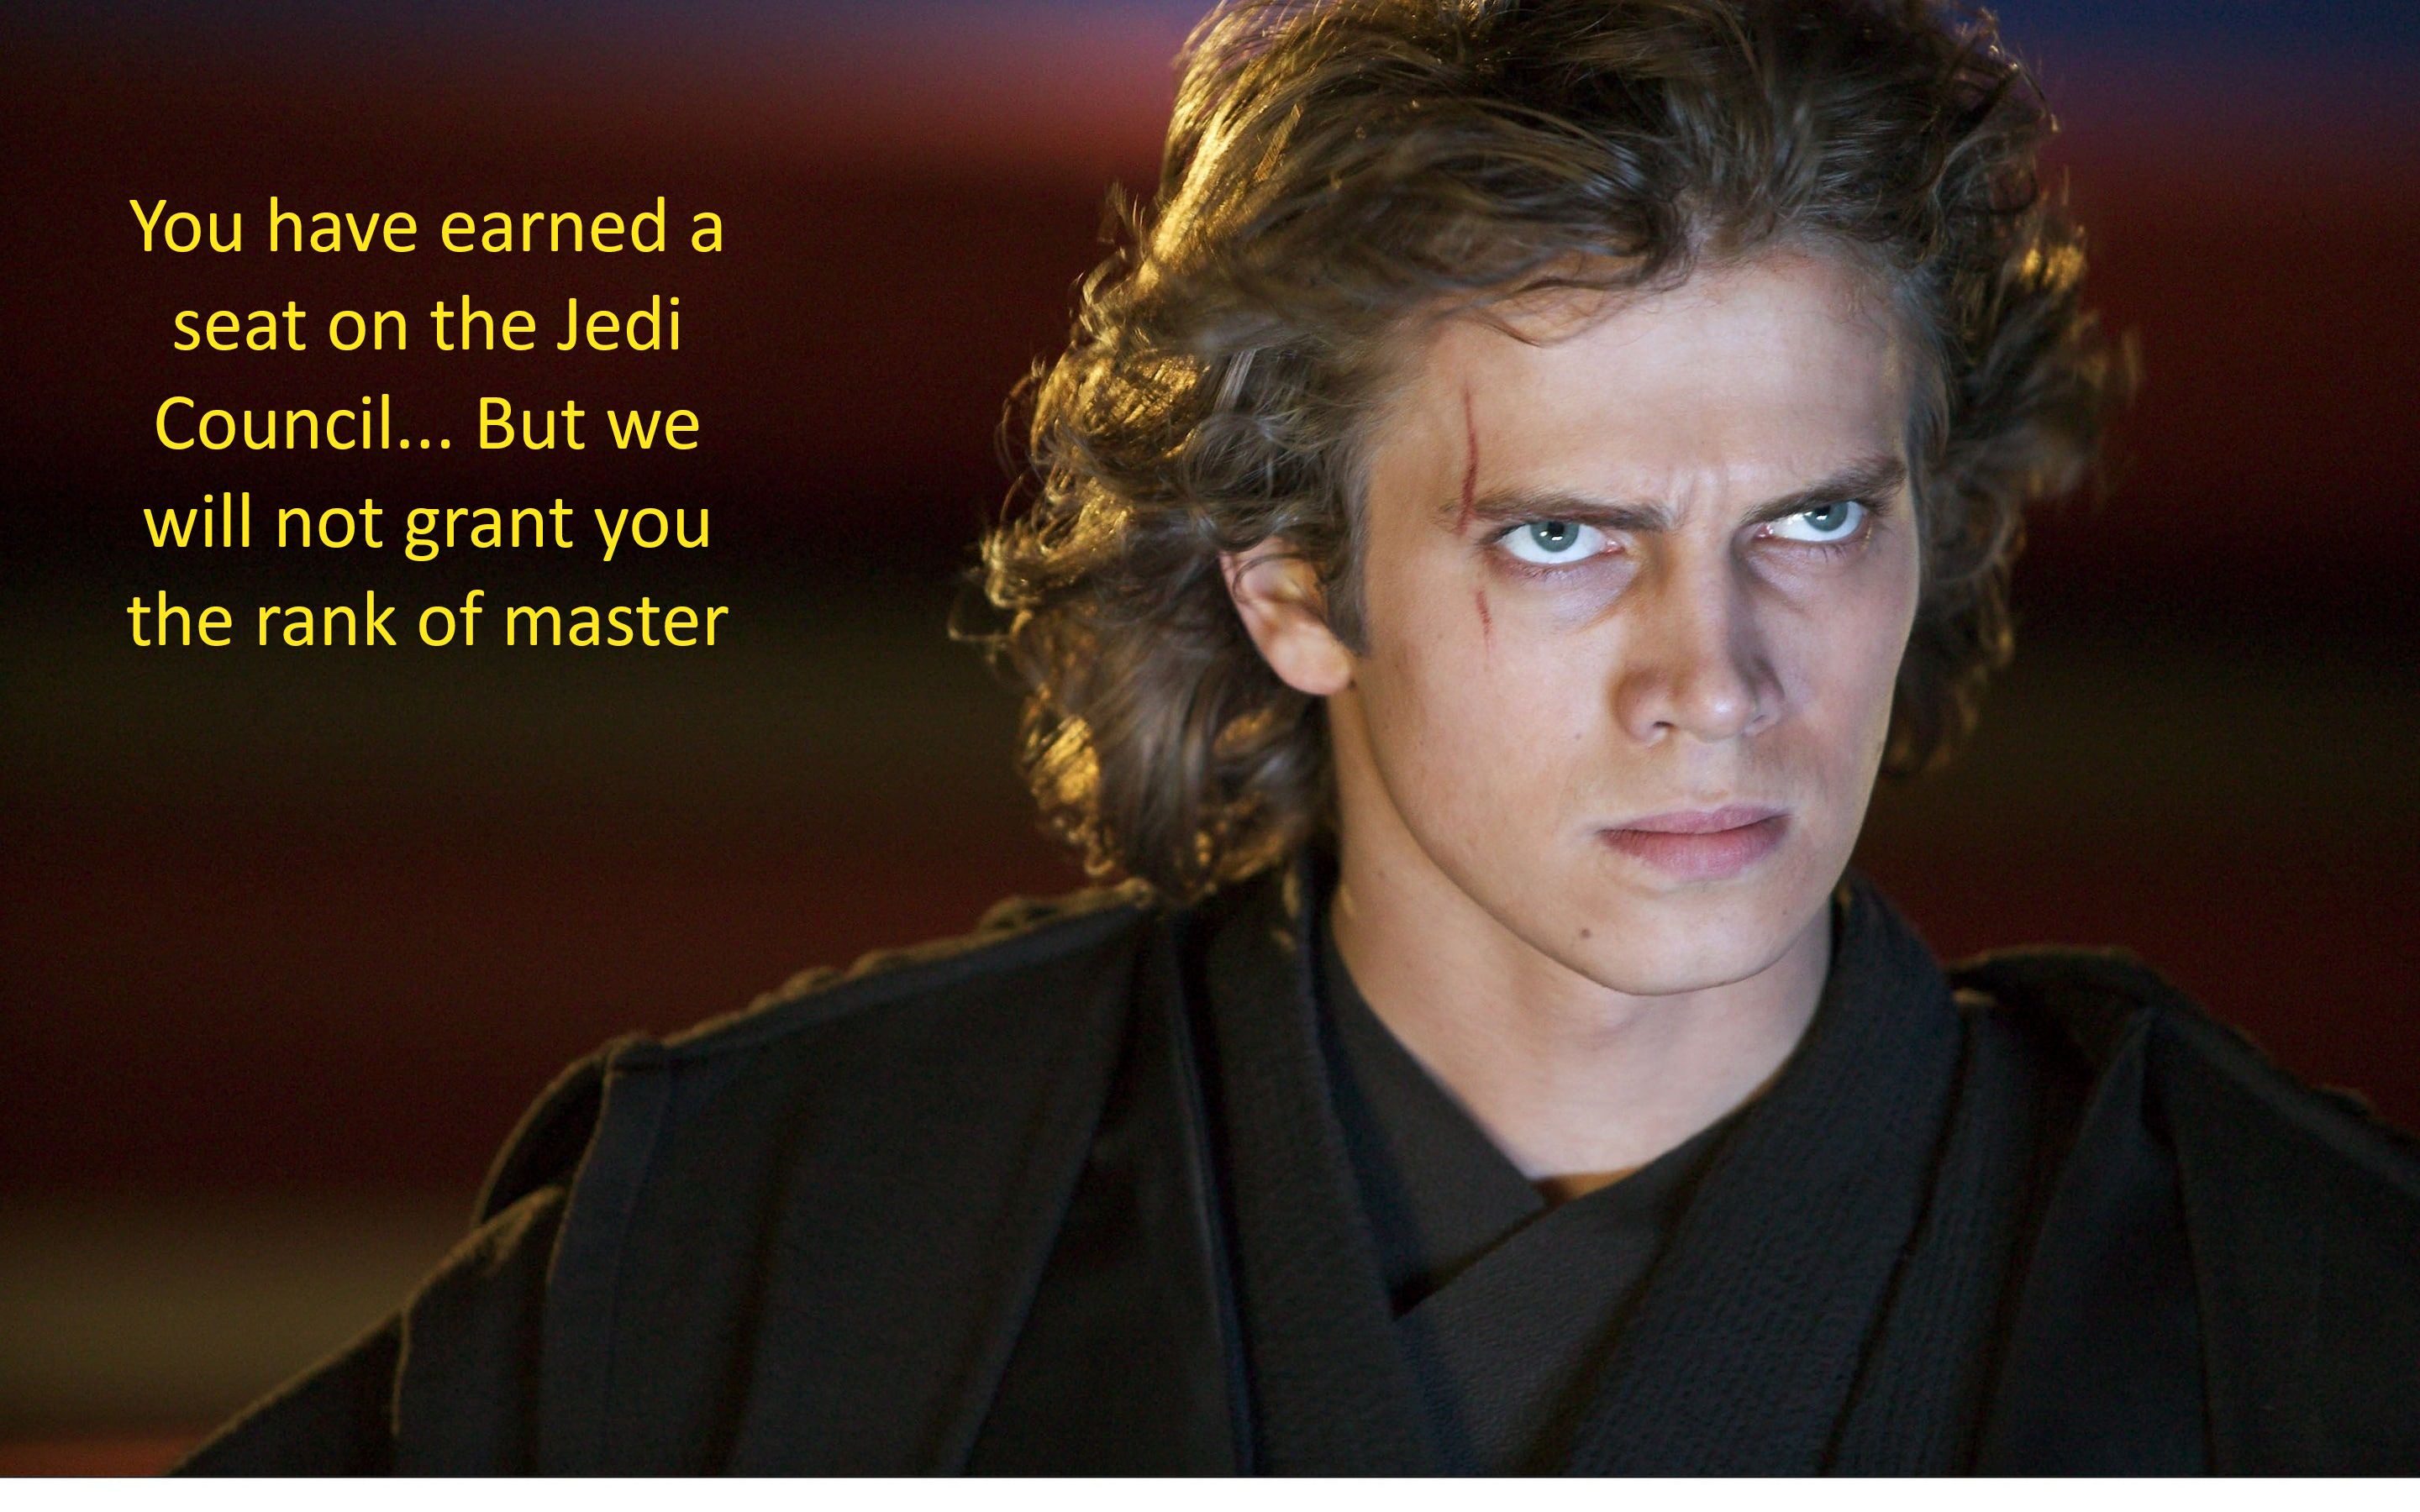 You have earned a
seat on the Jedi
Council... But we
will not grant you
the rank of master